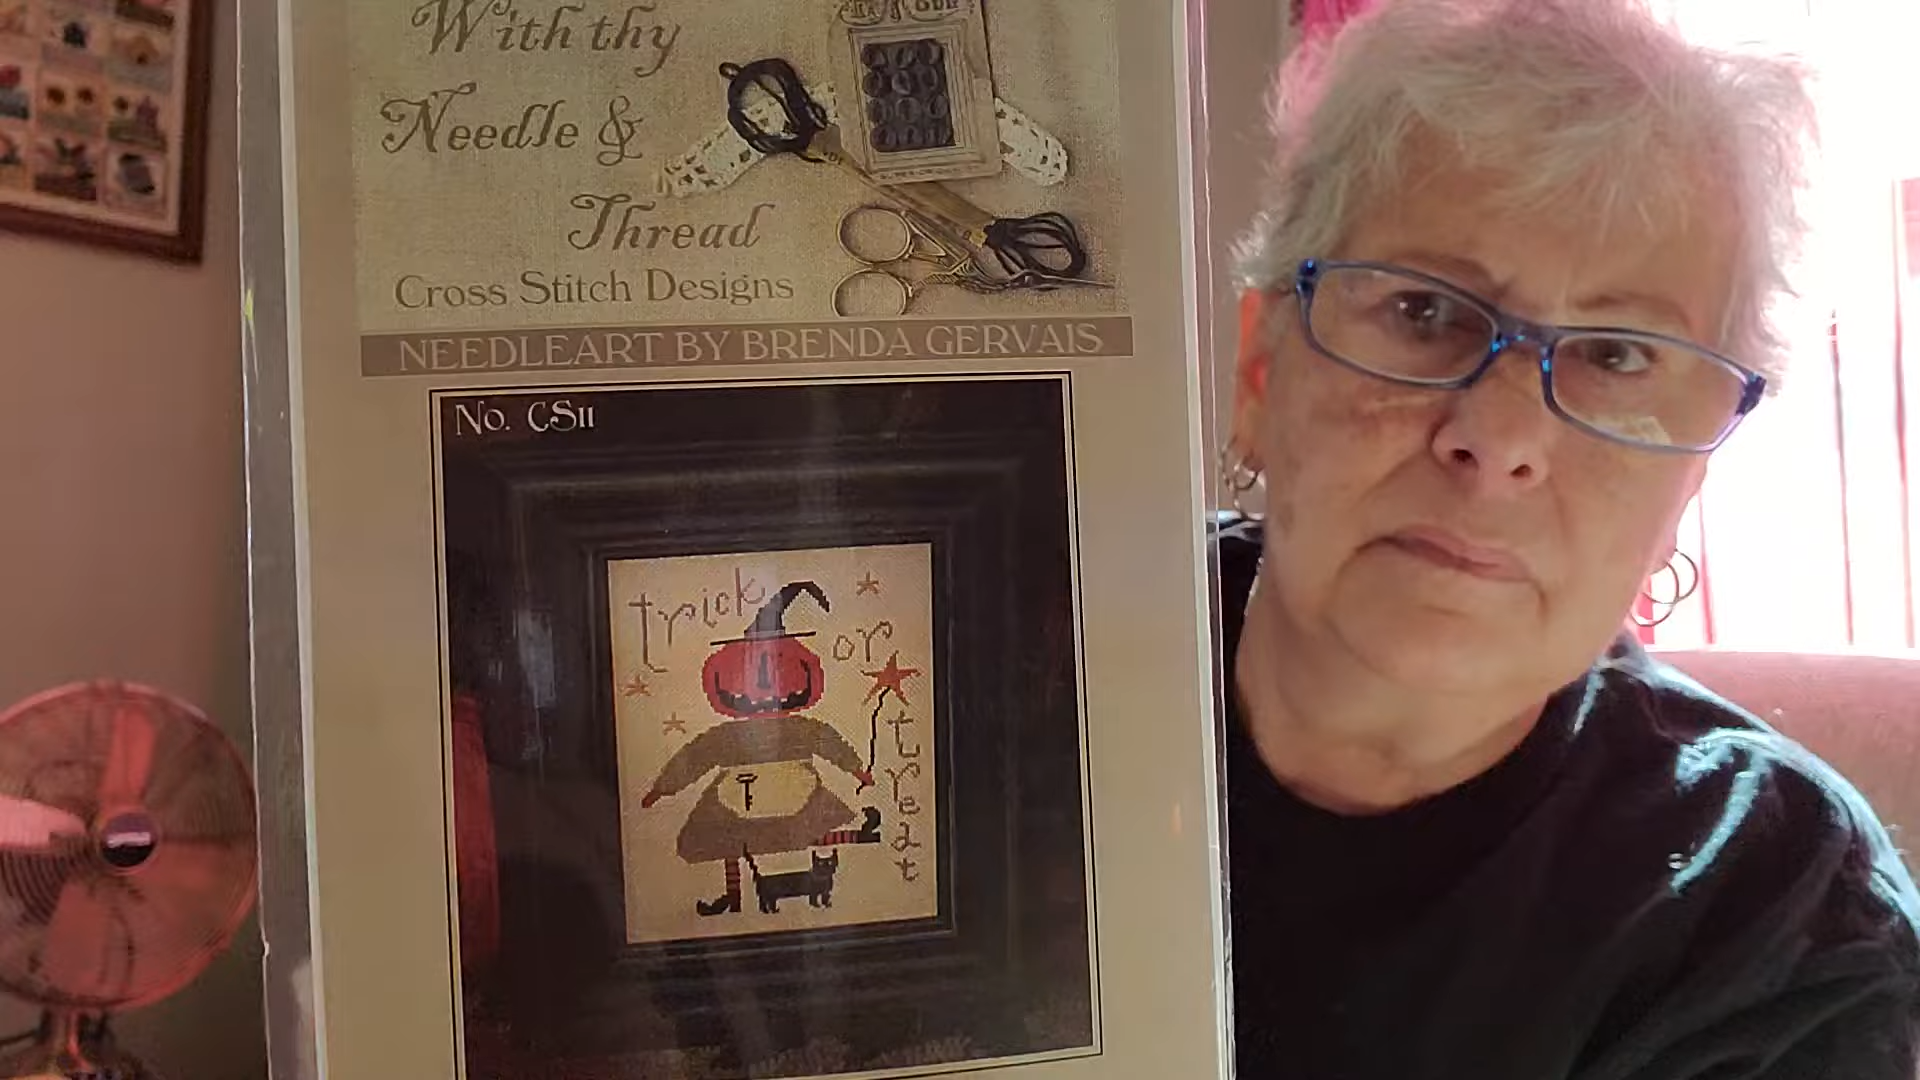 With thy
Needle &
Thread
Cross Stitch Designs
NEEDLEART BY BRENDA GERVAIS
No. CS11
trick
or
treat